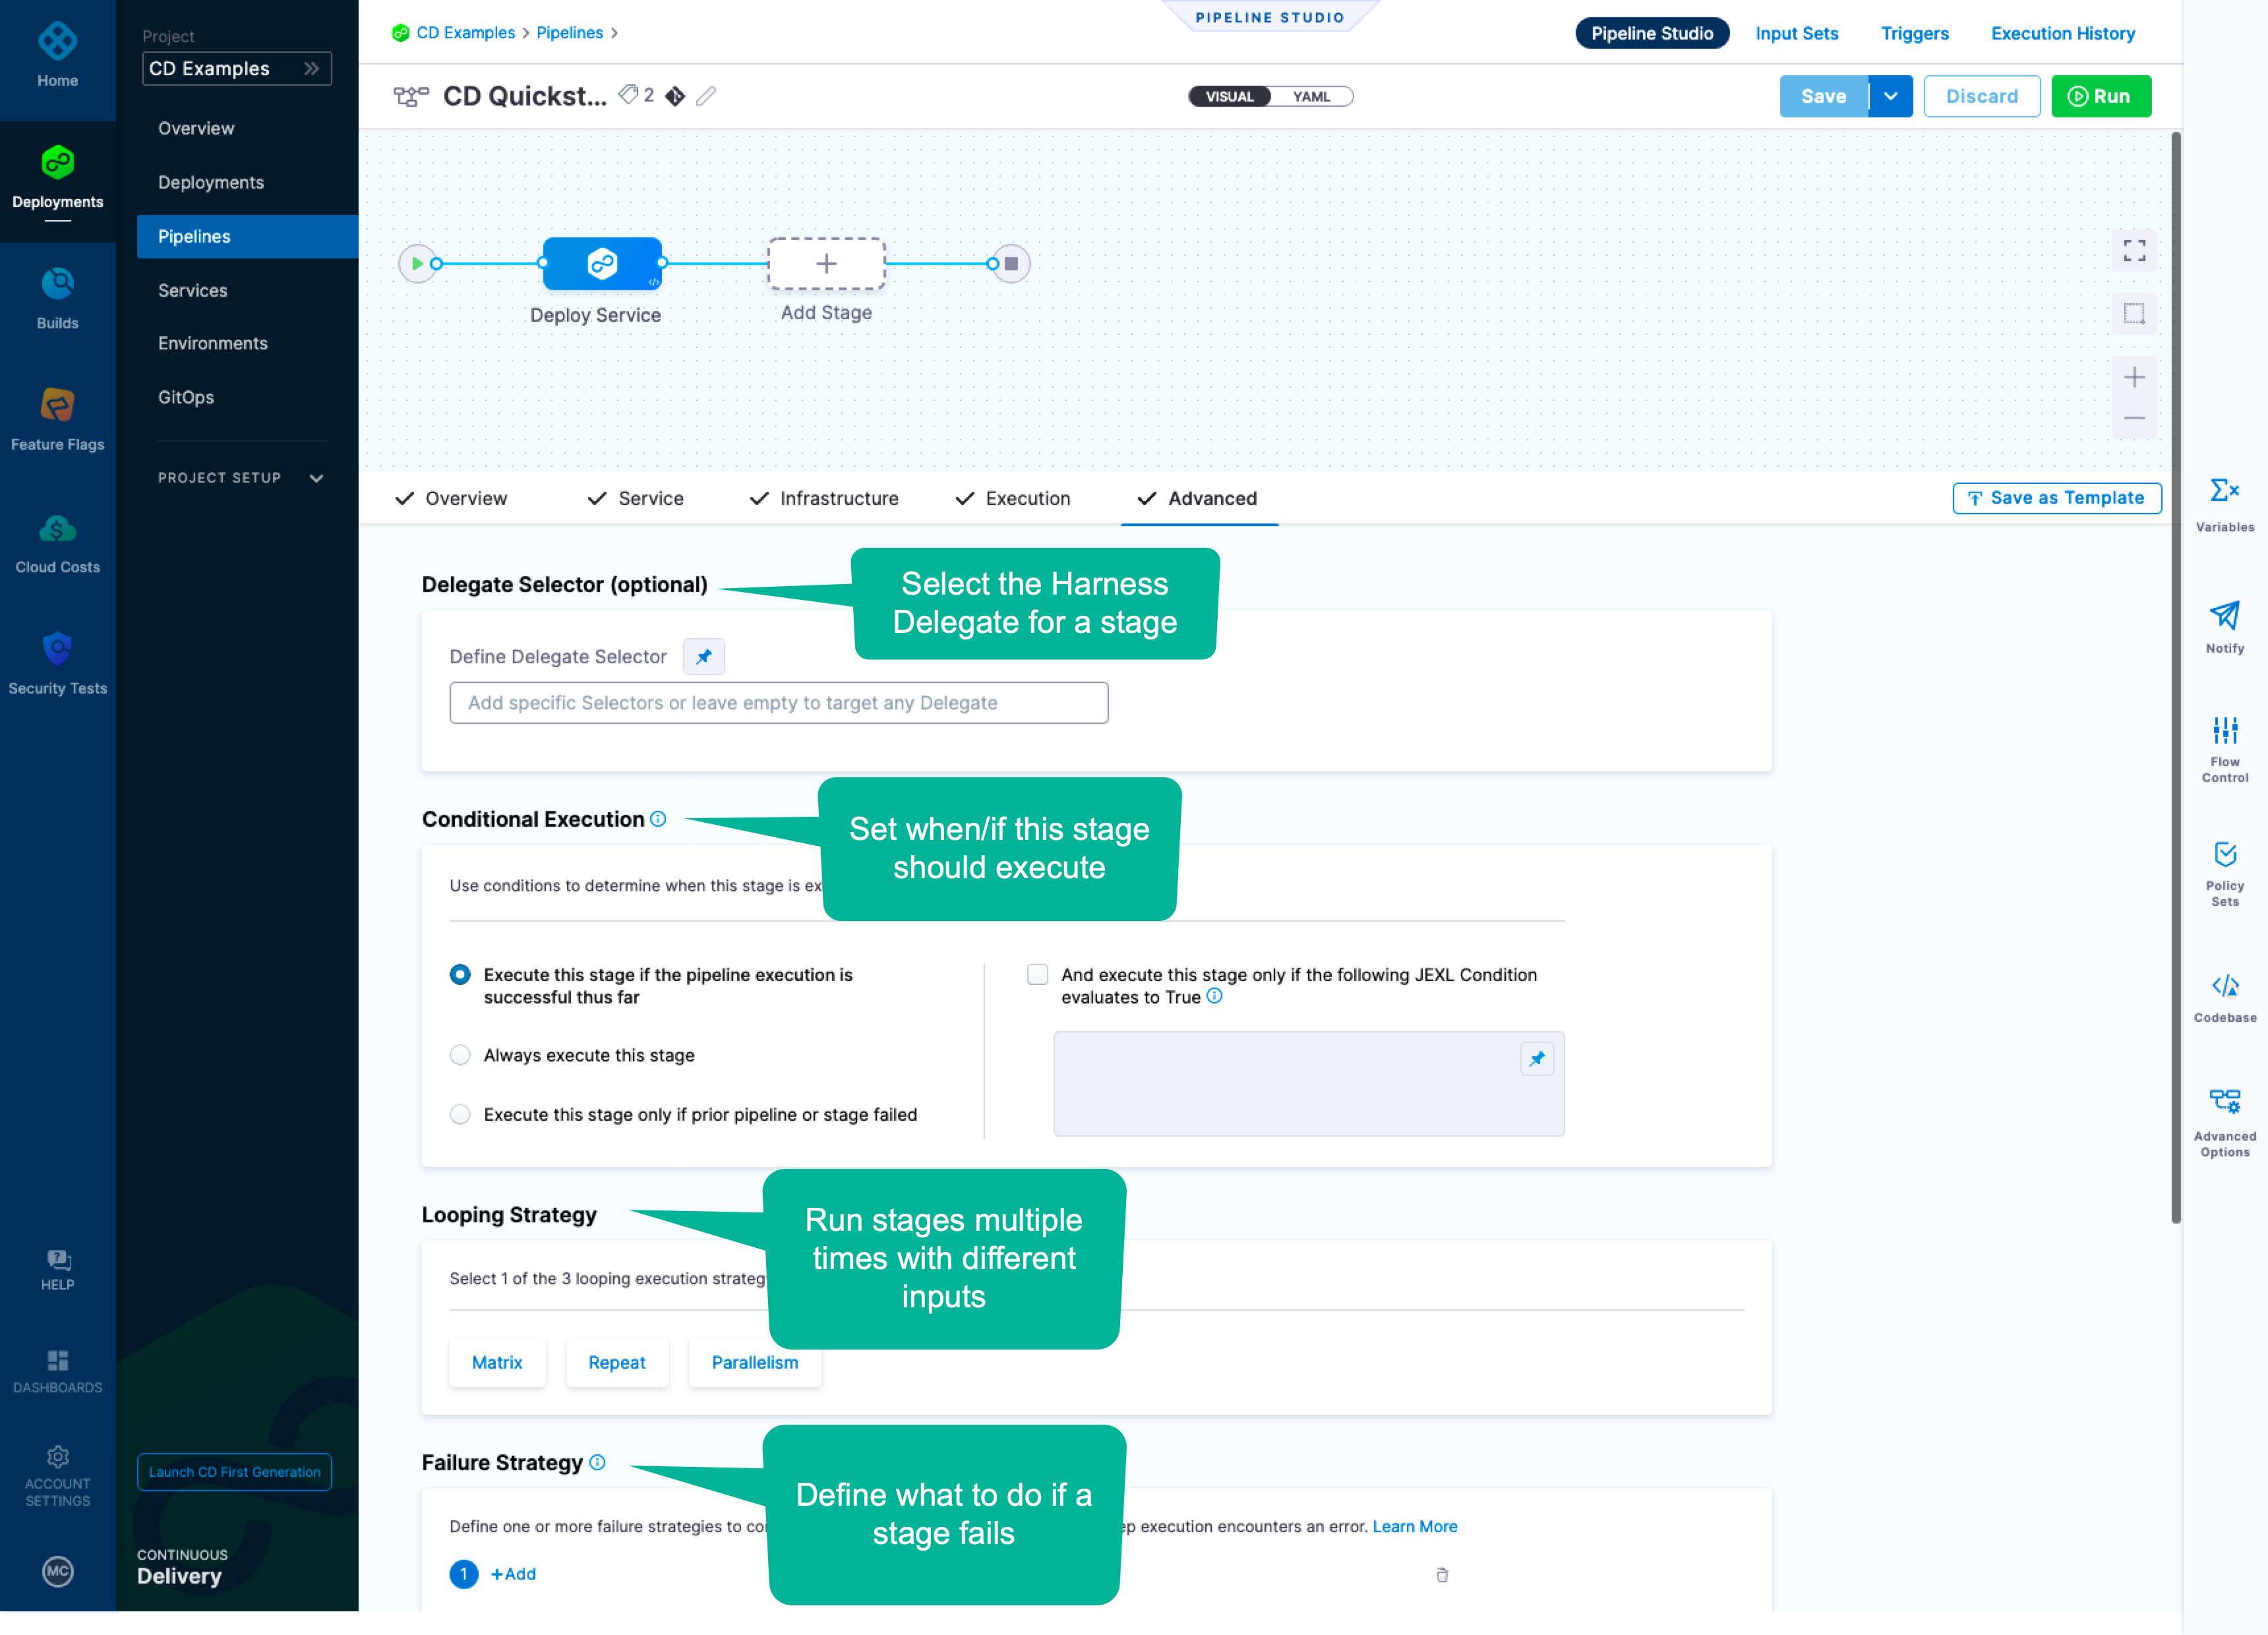 Home
Deployments
Builds
Feature Flags
Cloud Costs
Security Tests
HELP
DASHBOARDS
ACCOUNT
SETTINGS
MC
Project
CD Examples
Overview
Deployments
Pipelines
Services
Environments
GitOps
PROJECT SETUP
Launch CD First Generation
CONTINUOUS
Delivery
CD Examples > Pipelines >
PIPELINE STUDIO
Pipeline Studio
Input Sets
Triggers
Execution History
CD Quickst... 2
VISUAL
YAML
Save
Discard
Run
Deploy Service
Add Stage
Overview
Service
Infrastructure
Execution
Advanced
Save as Template
Delegate Selector (optional)
Select the Harness
Delegate for a stage
Define Delegate Selector
Add specific Selectors or leave empty to target any Delegate
Conditional Execution
Set when/if this stage
should execute
Use conditions to determine when this stage is ex
Execute this stage if the pipeline execution is
successful thus far
Always execute this stage
Execute this stage only if prior pipeline or stage failed
And execute this stage only if the following JEXL Condition
evaluates to True
Looping Strategy
Run stages multiple
times with different
inputs
Select 1 of the 3 looping execution strateg
Matrix
Repeat
Parallelism
Failure Strategy
Define what to do if a
stage fails
Define one or more failure strategies to co
ep execution encounters an error. Learn More
1
+Add
Variables
Notify
Flow
Control
Policy
Sets
Codebase
Advanced
Options